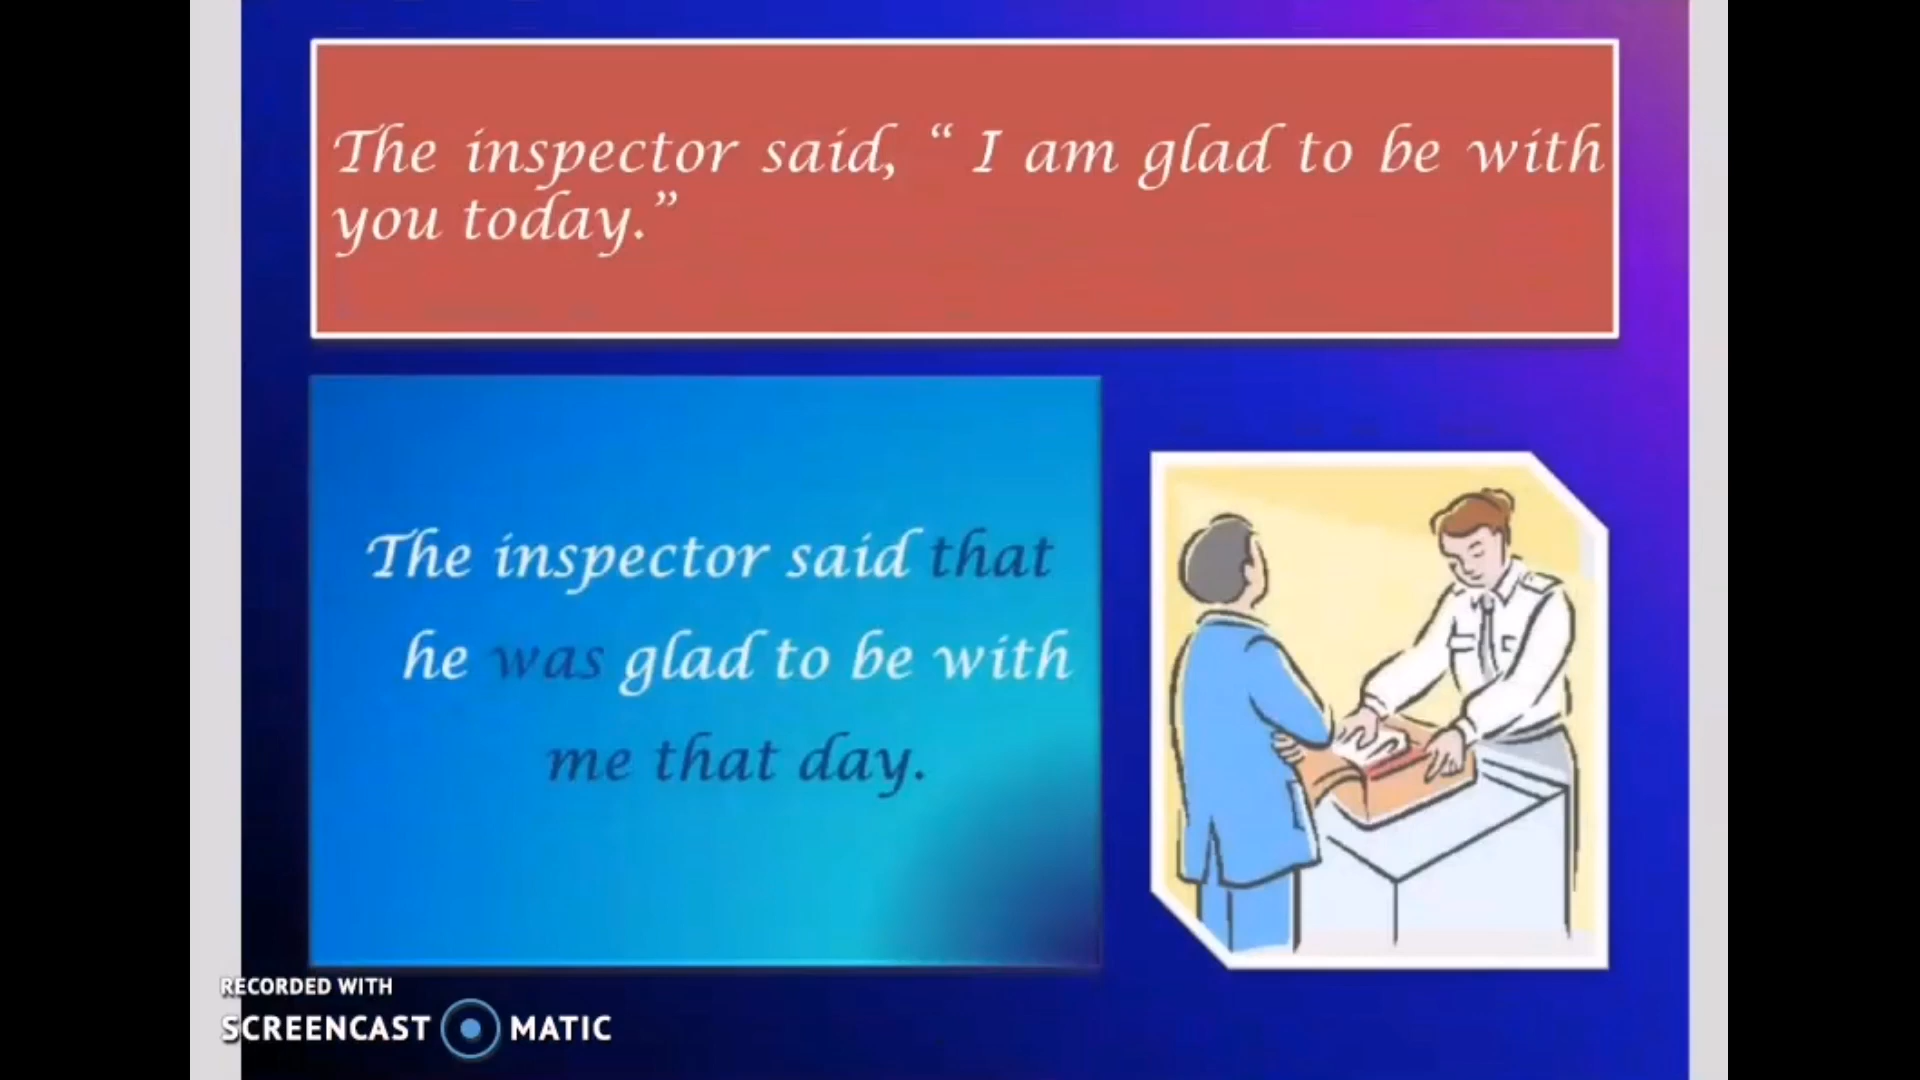 The inspector said, “ I am glad to be with
you today.”
The inspector said that
he was glad to be with
me that day.
RECORDED WITH
SCREENCAST MATIC